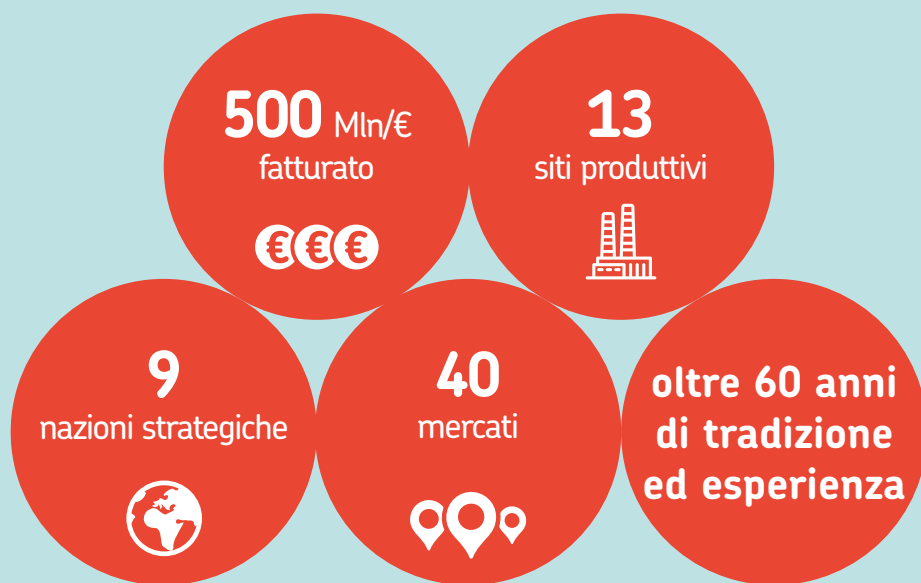 500 Mln/€
fatturato
€€€
13
siti produttivi
9
nazioni strategiche
40
mercati
oltre 60 anni
di tradizione
ed esperienza